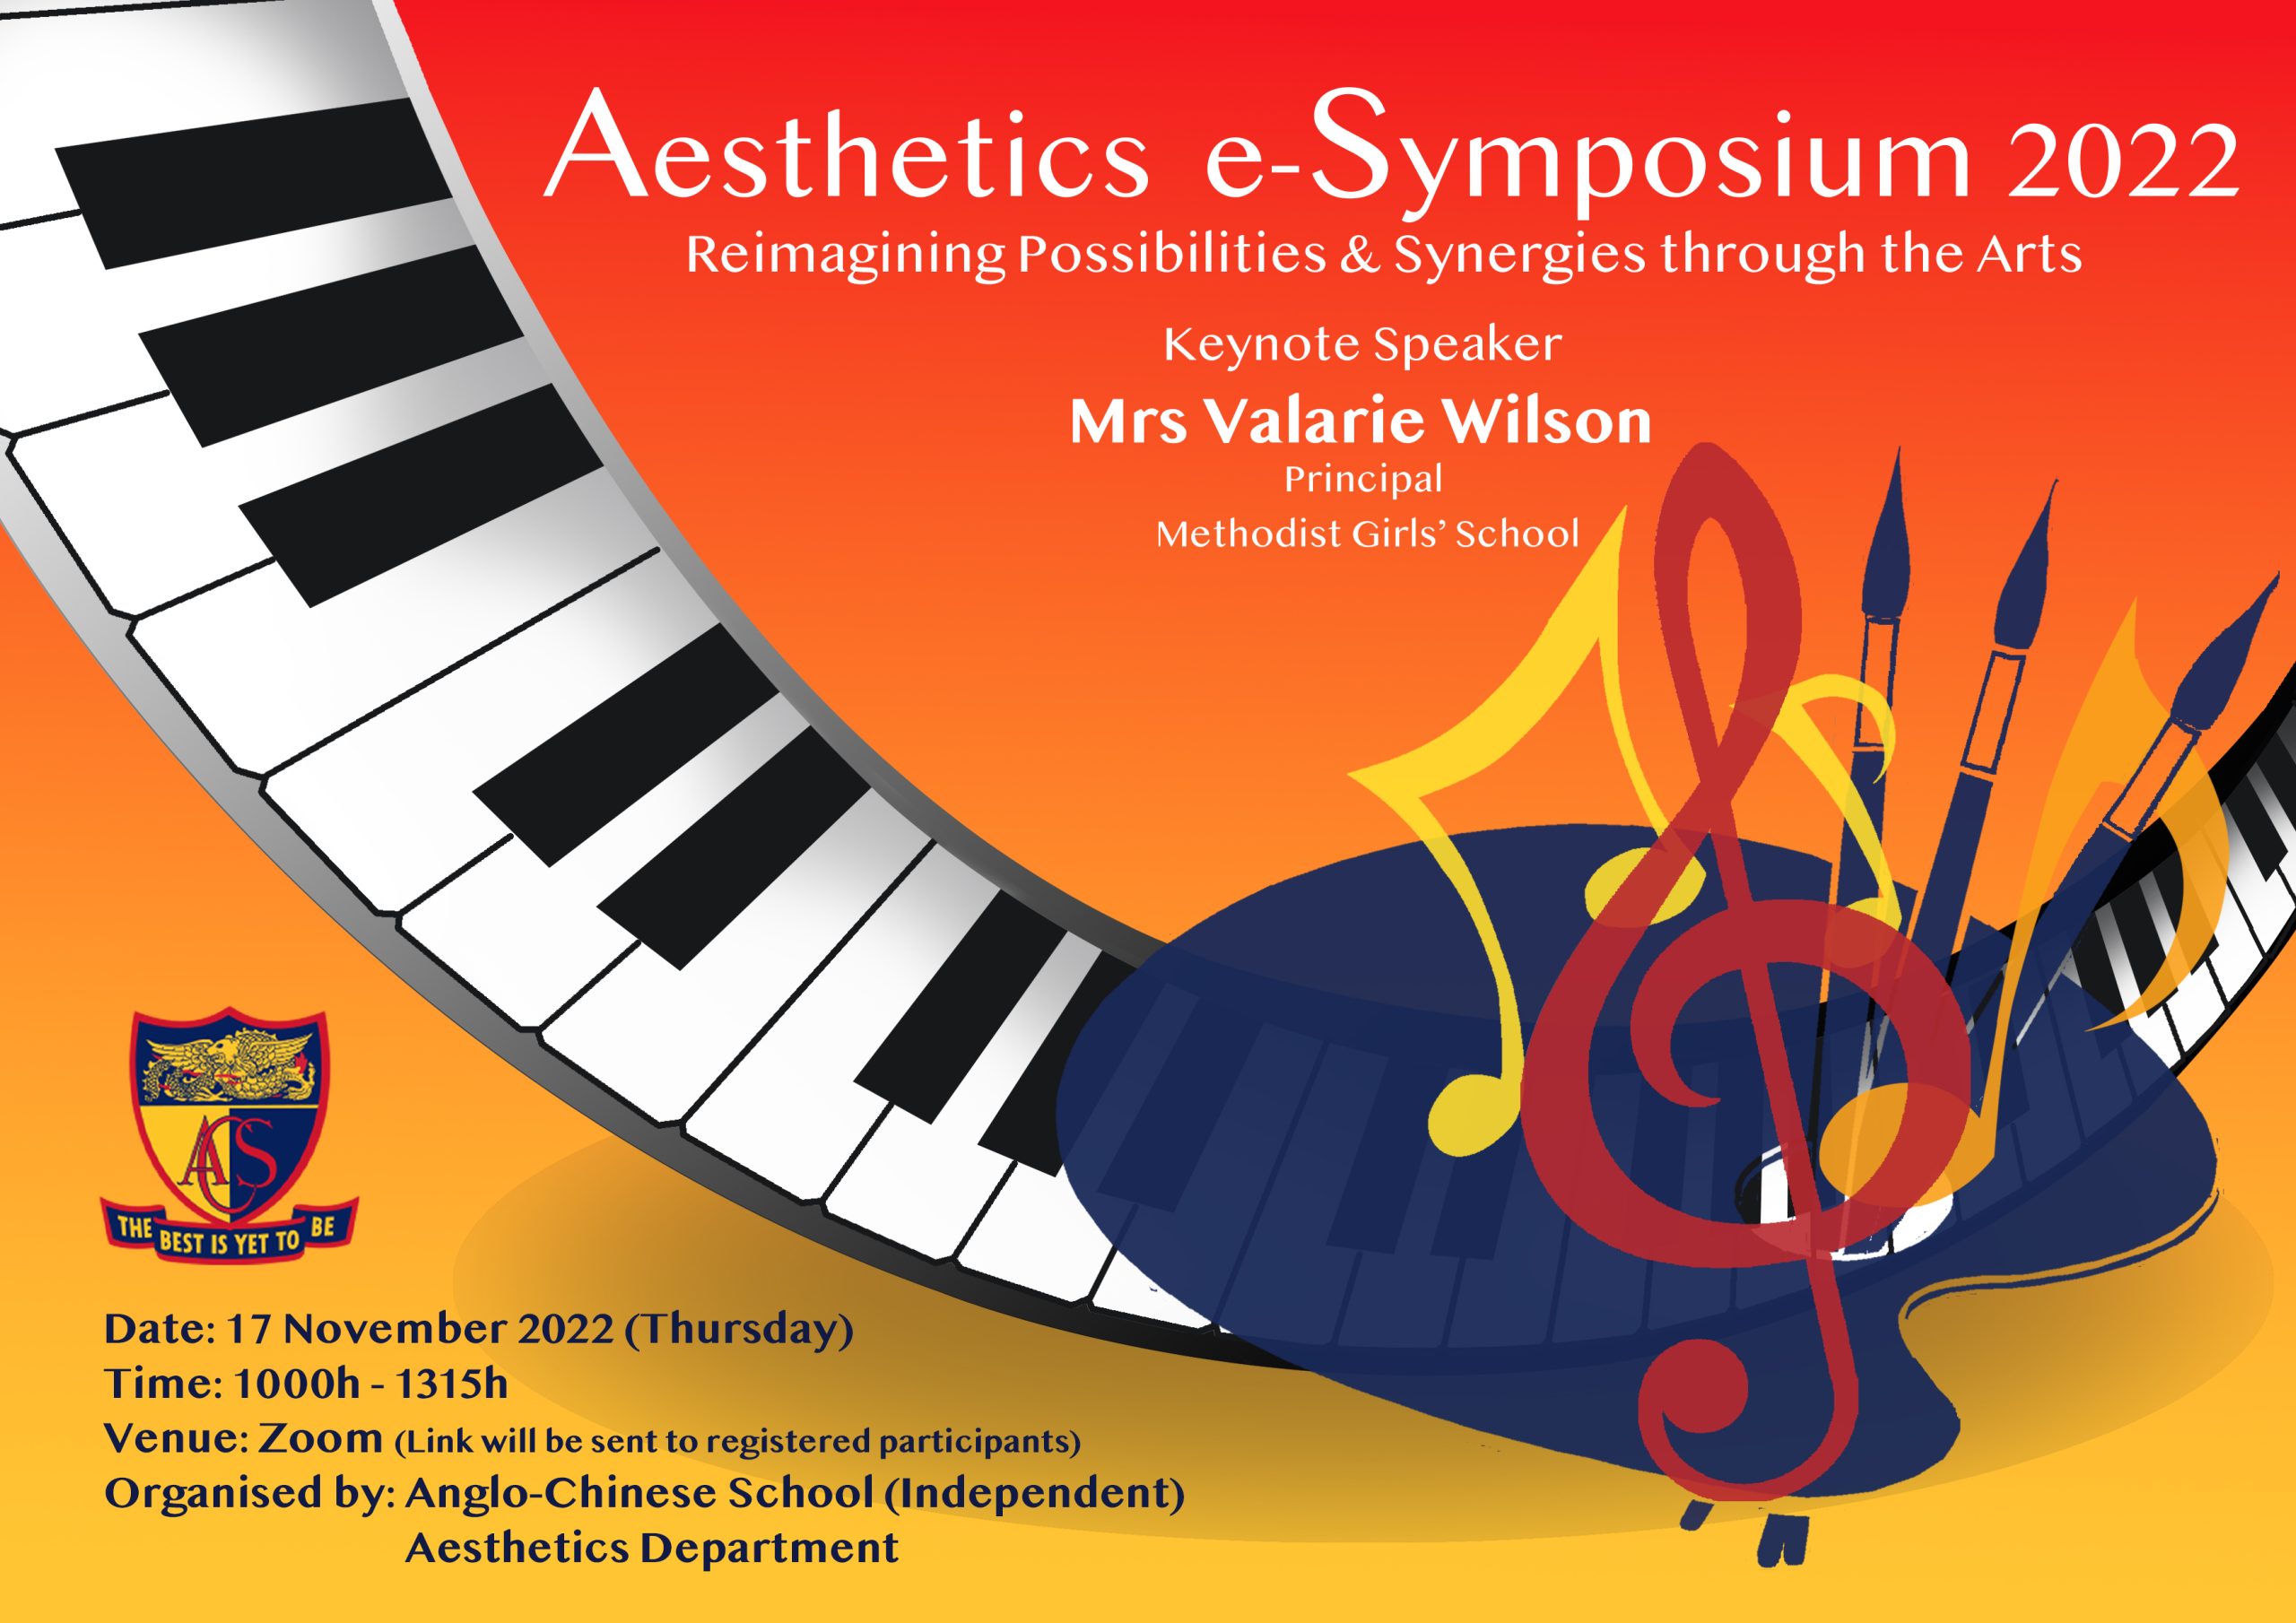 Aesthetics e-Symposium 2022
Reimagining Possibilities & Synergies through the Arts
Keynote Speaker
Mrs Valarie Wilson
Principal
Methodist Girls' School
ACS
THE BEST IS YET TO BE
Date: 17 November 2022 (Thursday)
Time: 1000h - 1315h
Venue: Zoom (Link will be sent to registered participants)
Organised by: Anglo-Chinese School (Independent)
Aesthetics Department